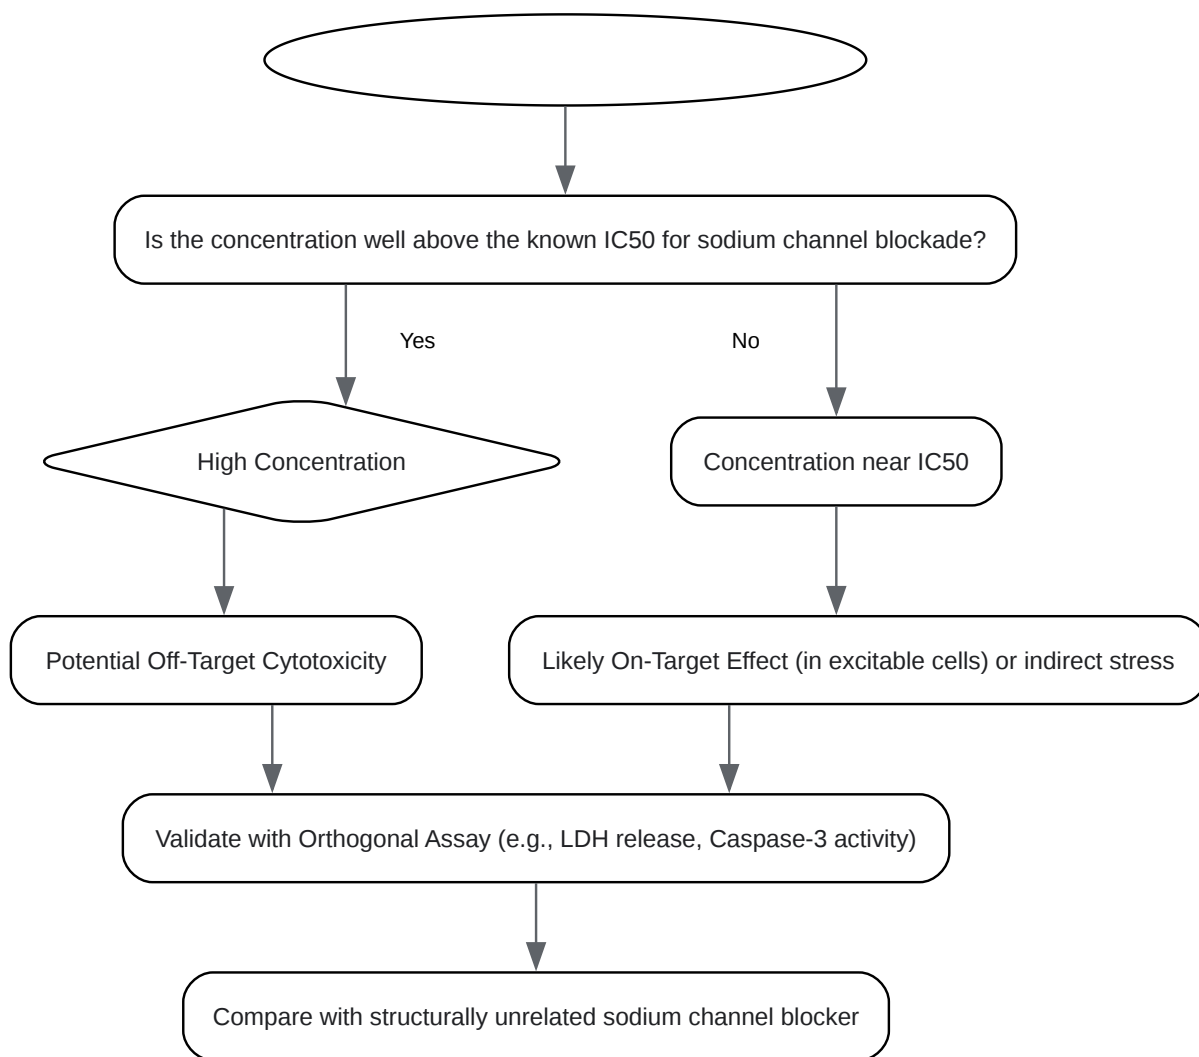 Is the concentration well above the known IC50 for sodium channel blockade?
Yes
No
High Concentration
Concentration near IC50
Potential Off-Target Cytotoxicity
Likely On-Target Effect (in excitable cells) or indirect stress
Validate with Orthogonal Assay (e.g., LDH release, Caspase-3 activity)
Compare with structurally unrelated sodium channel blocker